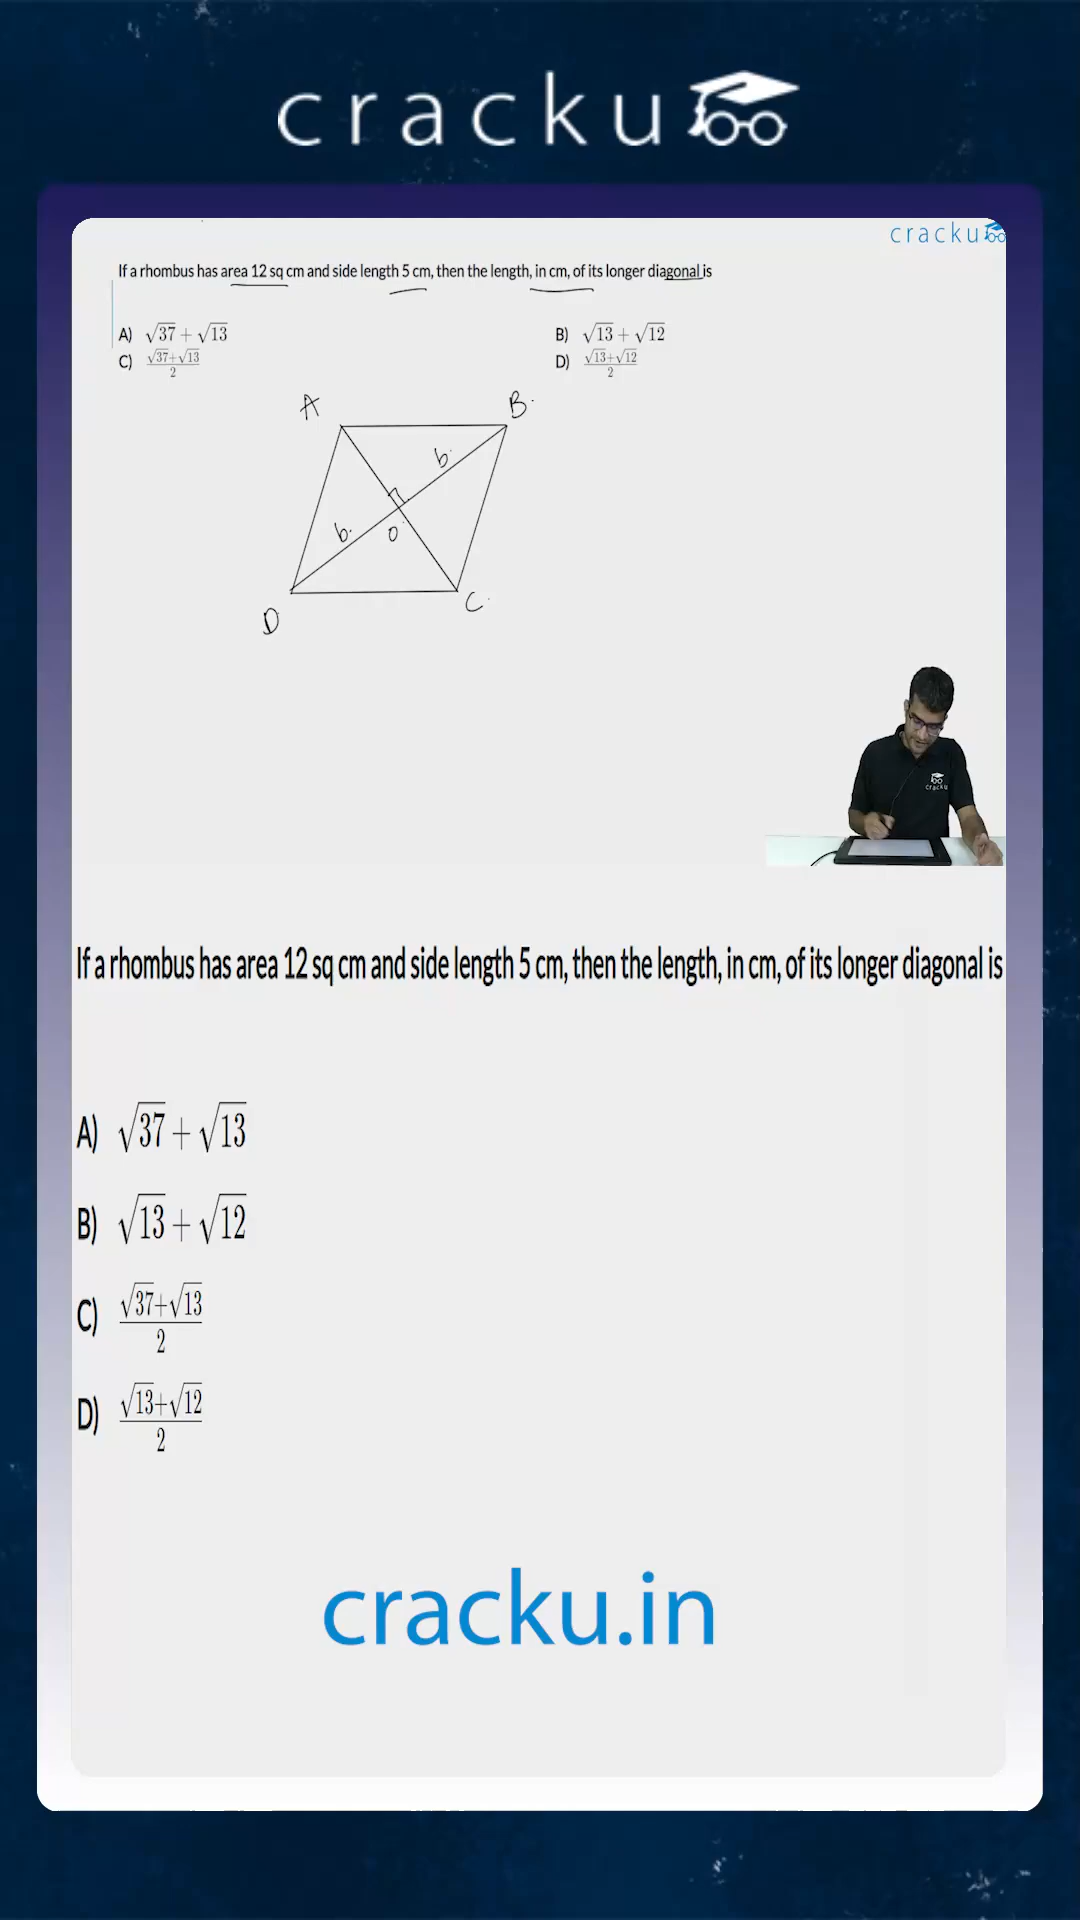 cracku
cracku
If a rhombus has area 12 sq cm and side length 5 cm, then the length, in cm, of its longer diagonal is
A) √37 + √13
B) √13 + √12
C) (√37+√13)/2
D) (√13+√12)/2
A
B
b
b
O
D
C
cracku
If a rhombus has area 12 sq cm and side length 5 cm, then the length, in cm, of its longer diagonal is
A) √37 + √13
B) √13 + √12
C) (√37+√13)/2
D) (√13+√12)/2
cracku.in